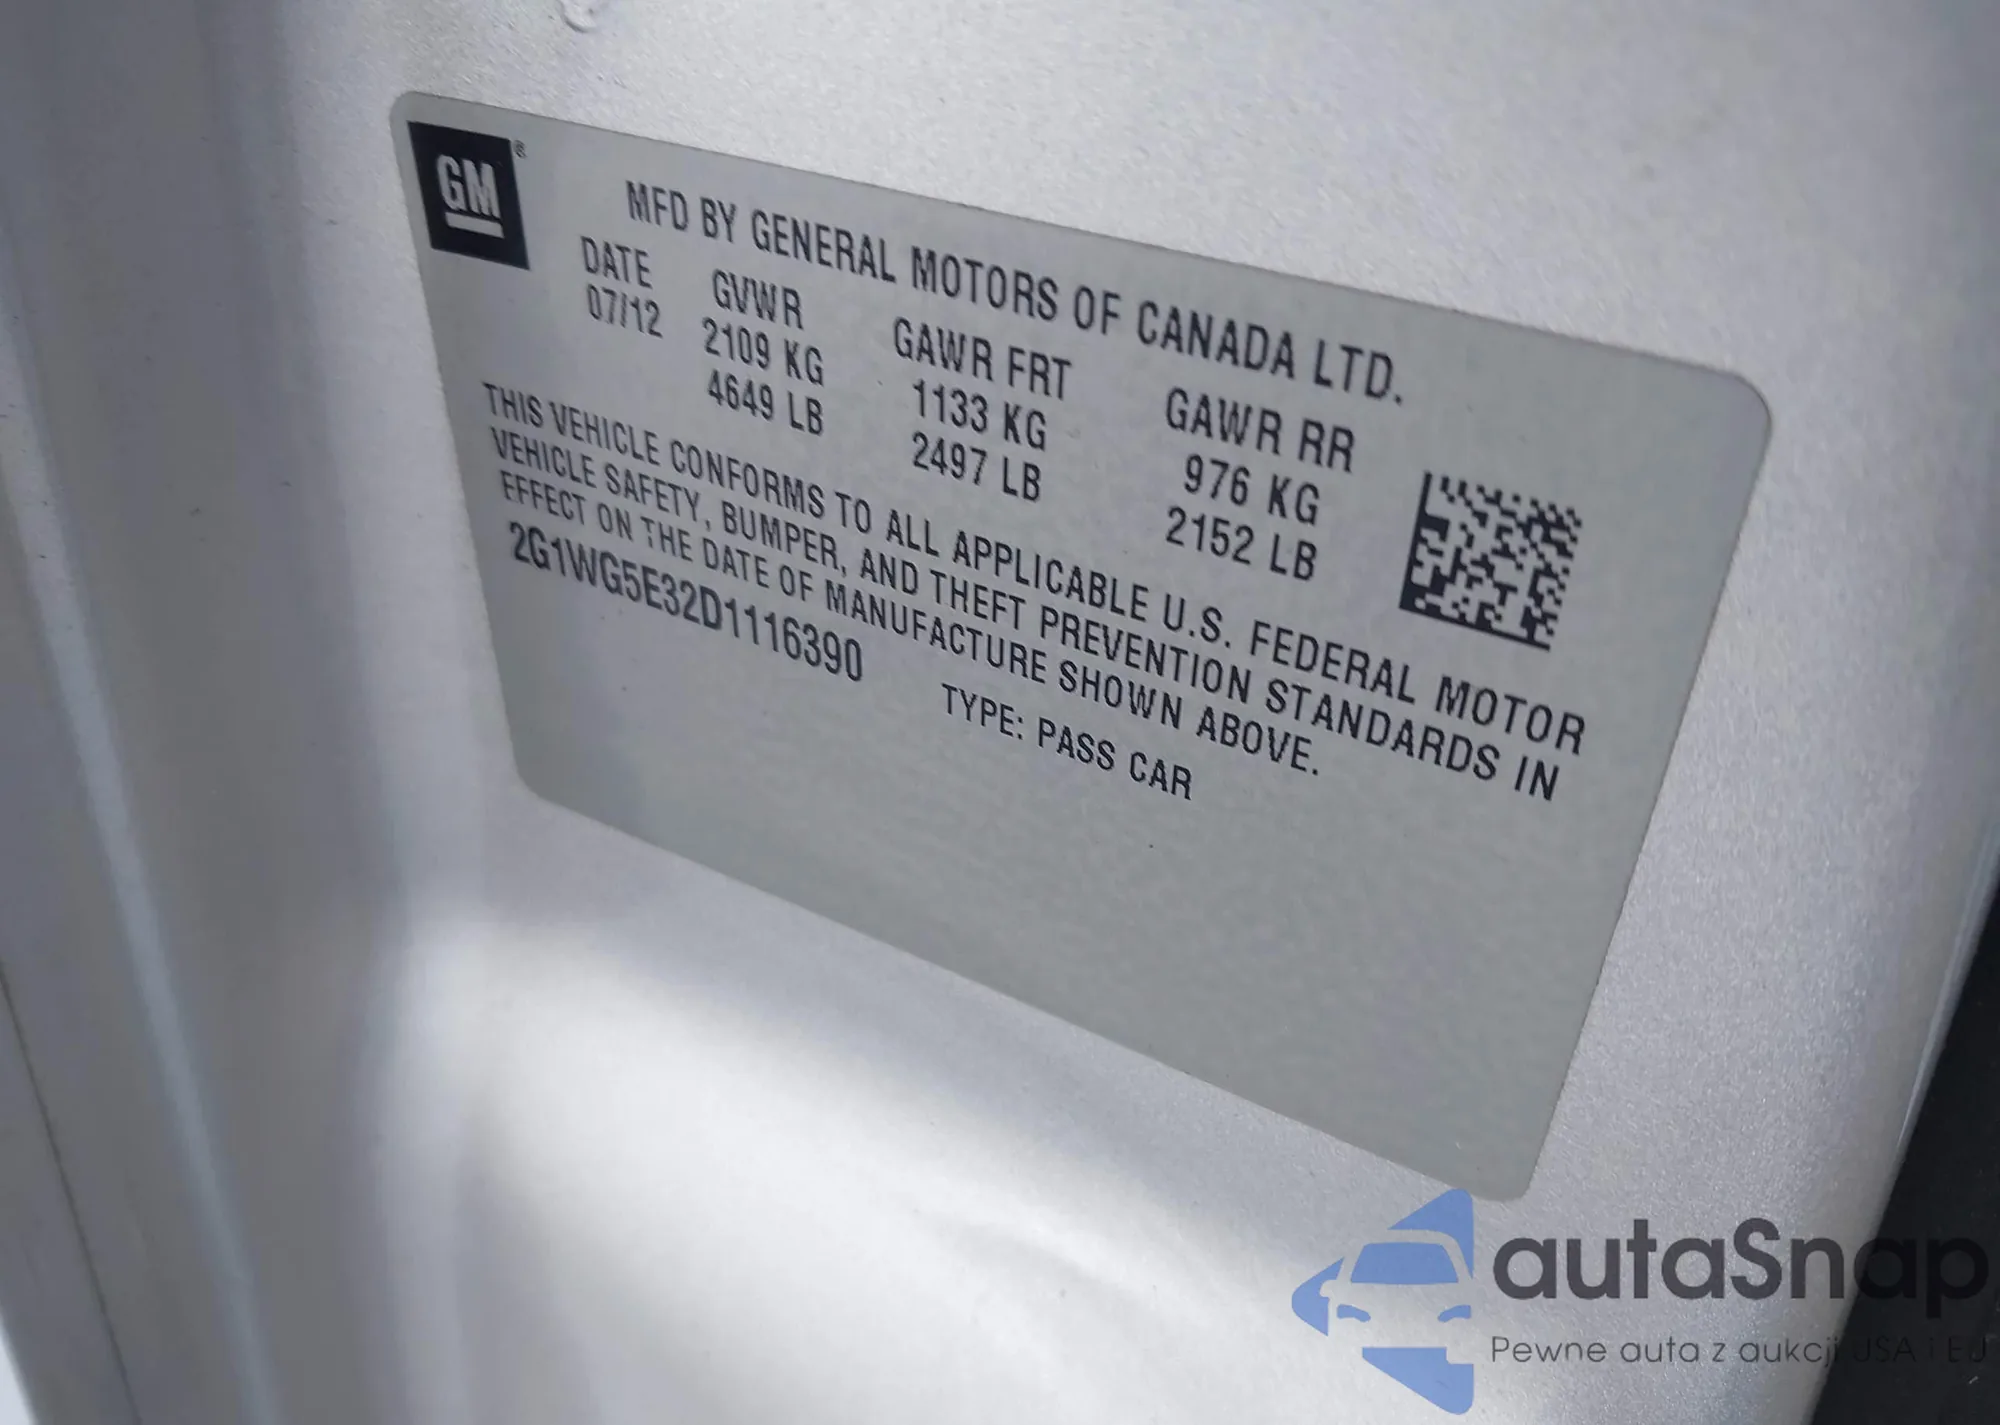 GM
MFD BY GENERAL MOTORS OF CANADA LTD.
DATE GVWR GAWR FRT GAWR RR
07/12 2109 KG 1133 KG 976 KG
4649 LB 2497 LB 2152 LB
THIS VEHICLE CONFORMS TO ALL APPLICABLE U.S. FEDERAL MOTOR
VEHICLE SAFETY, BUMPER, AND THEFT PREVENTION STANDARDS IN
EFFECT ON THE DATE OF MANUFACTURE SHOWN ABOVE.
2G1WG5E32D1116390 TYPE: PASS CAR
autaSnap
Pewne auta z aukcji USA i EU